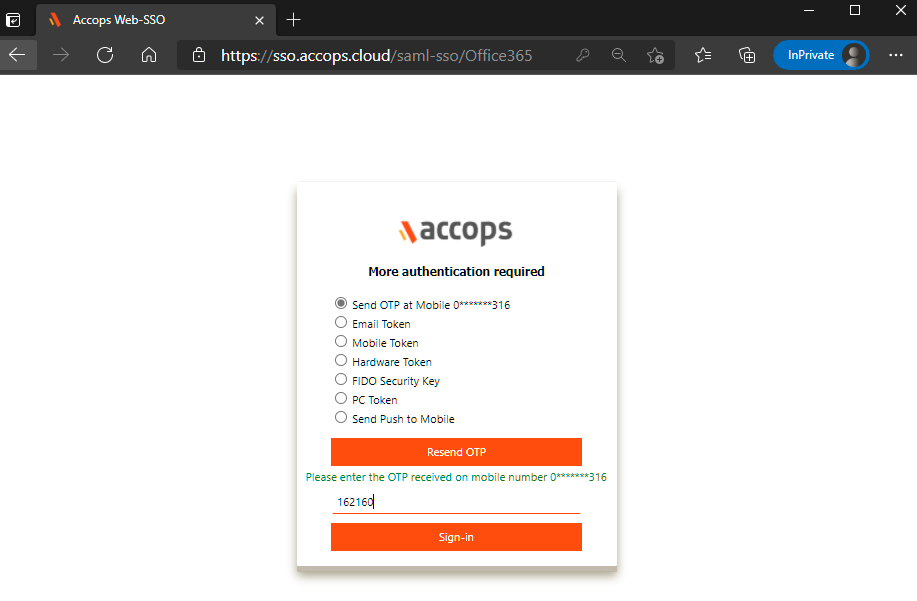 Accops Web-SSO
https://sso.accops.cloud/saml-sso/Office365
InPrivate
accops
More authentication required
Send OTP at Mobile 0*******316
Email Token
Mobile Token
Hardware Token
FIDO Security Key
PC Token
Send Push to Mobile
Resend OTP
Please enter the OTP received on mobile number 0*******316
162160
Sign-in